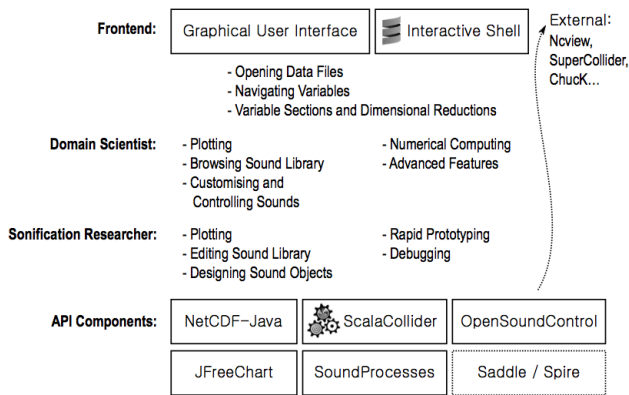 Frontend:
Graphical User Interface
Interactive Shell
External:
Ncview,
SuperCollider,
ChucK...
- Opening Data Files
- Navigating Variables
- Variable Sections and Dimensional Reductions
Domain Scientist:
- Plotting
- Browsing Sound Library
- Customising and
Controlling Sounds
- Numerical Computing
- Advanced Features
Sonification Researcher:
- Plotting
- Editing Sound Library
- Designing Sound Objects
- Rapid Prototyping
- Debugging
API Components:
NetCDF-Java
ScalaCollider
OpenSoundControl
JFreeChart
SoundProcesses
Saddle / Spire